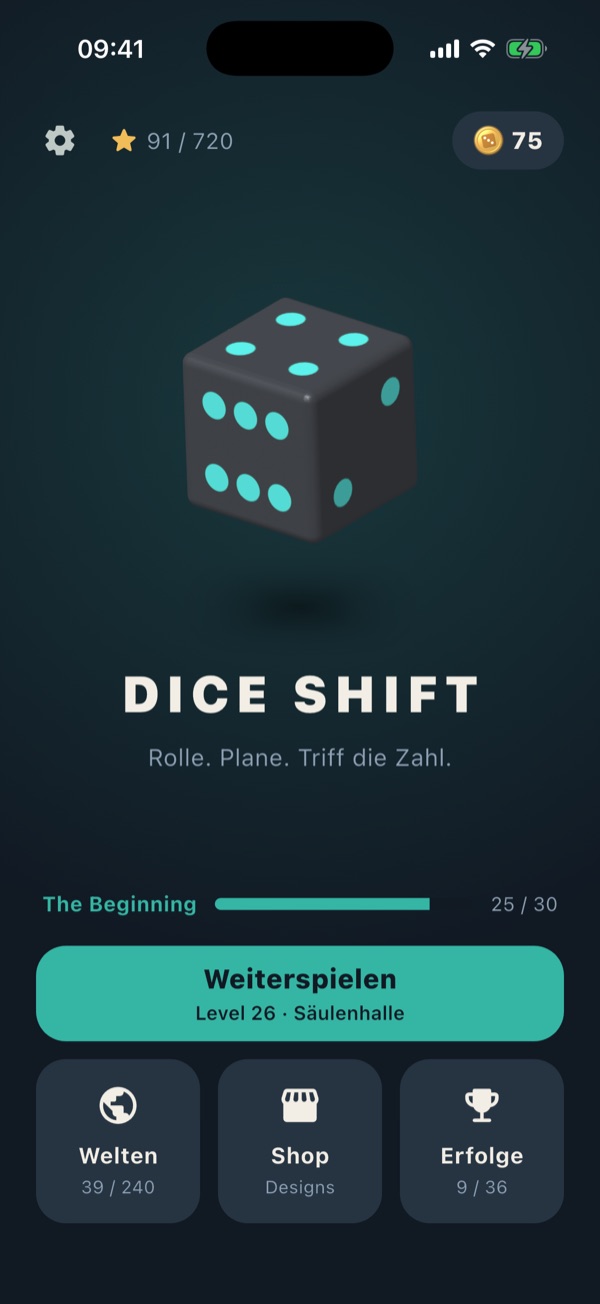 09:41
91 / 720
75
DICE SHIFT
Rolle. Plane. Triff die Zahl.
The Beginning 25 / 30
Weiterspielen
Level 26 · Säulenhalle
Welten Shop Erfolge
39 / 240 Designs 9 / 36